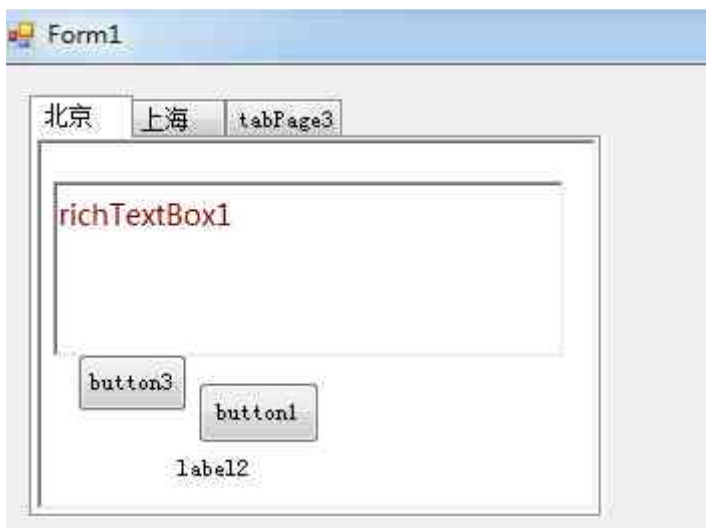 Form1
北京 上海 tabPage3
richTextBox1
button3
button1
label2